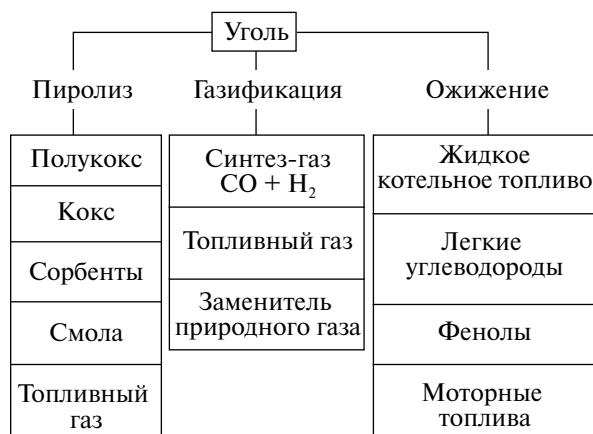 Уголь
Пиролиз
Газификация
Ожижение
Полукокс
Кокс
Сорбенты
Смола
Топливный
газ
Синтез-газ
CO + H₂
Топливный газ
Заменитель
природного газа
Жидкое
котельное топливо
Легкие
углеводороды
Фенолы
Моторные
топлива